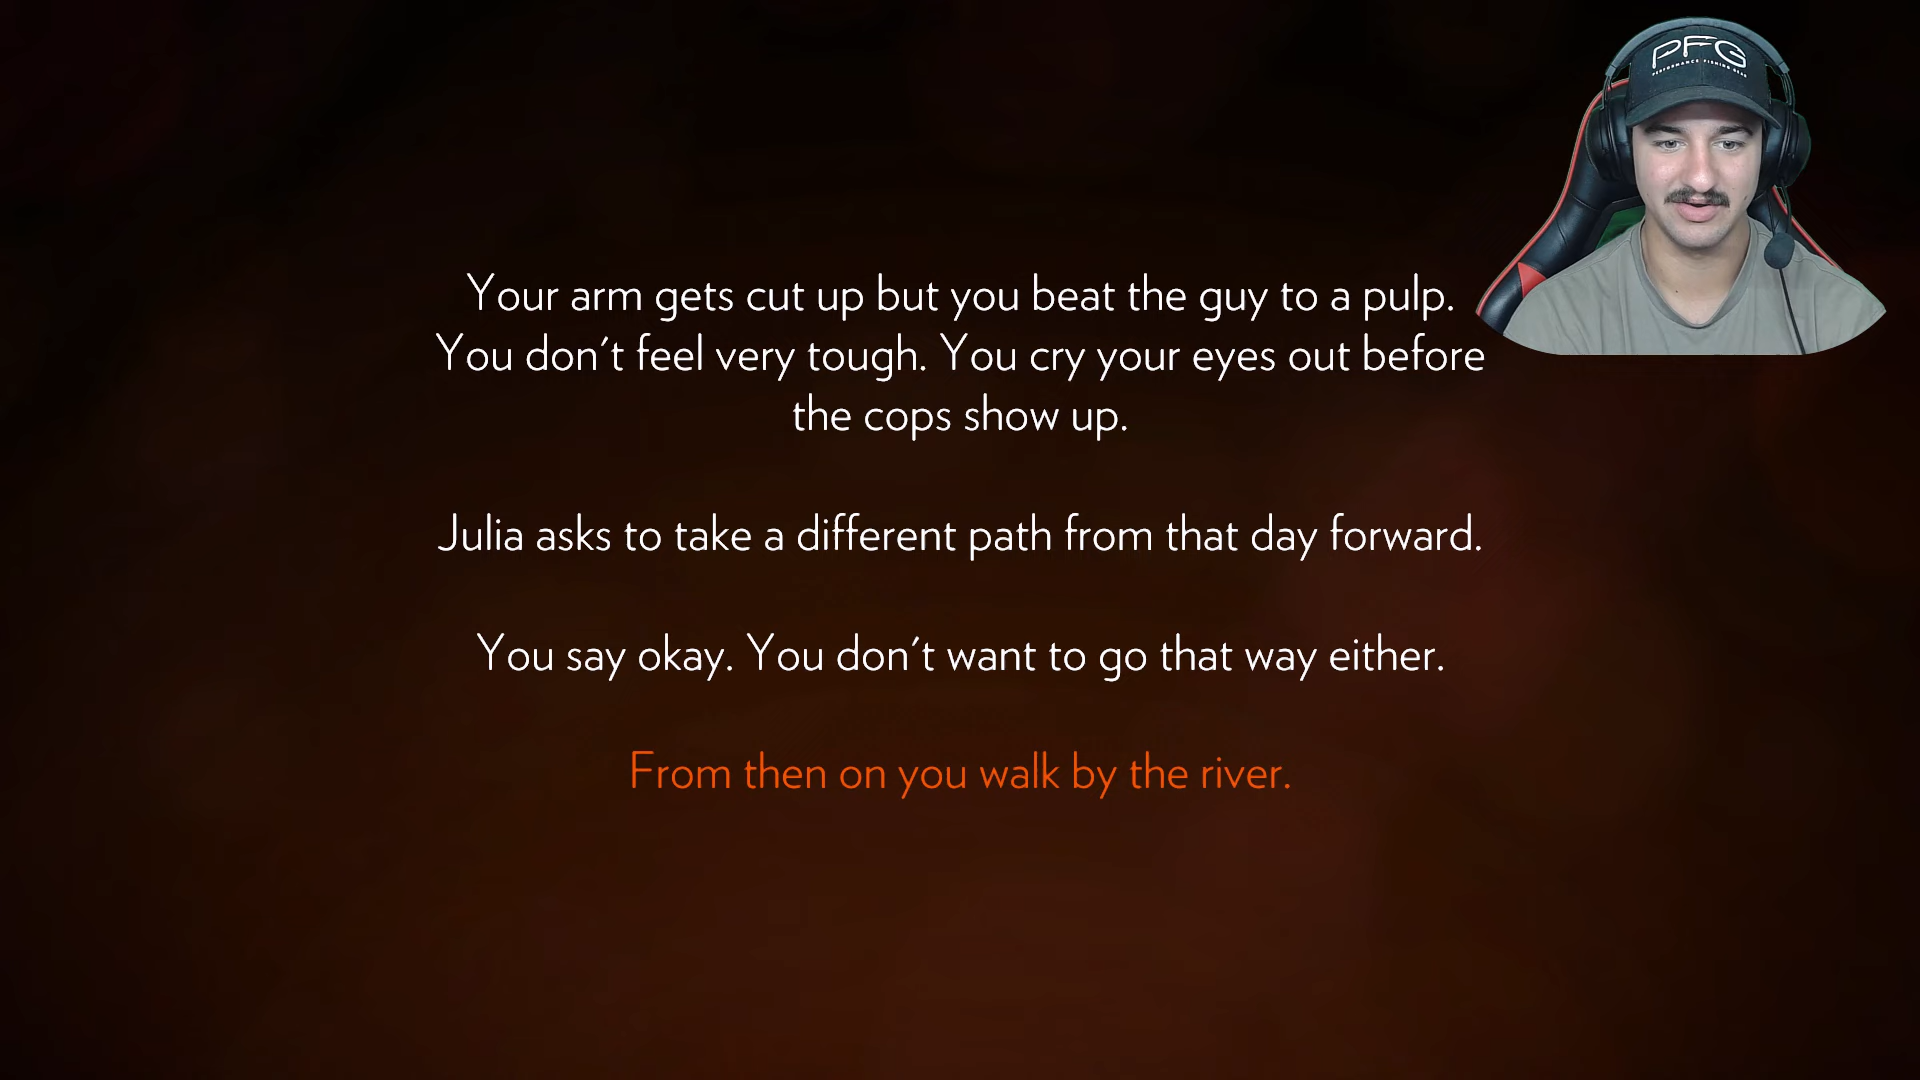 PFG
PERFORMANCE FISHING GEAR
Your arm gets cut up but you beat the guy to a pulp.
You don't feel very tough. You cry your eyes out before
the cops show up.
Julia asks to take a different path from that day forward.
You say okay. You don't want to go that way either.
From then on you walk by the river.